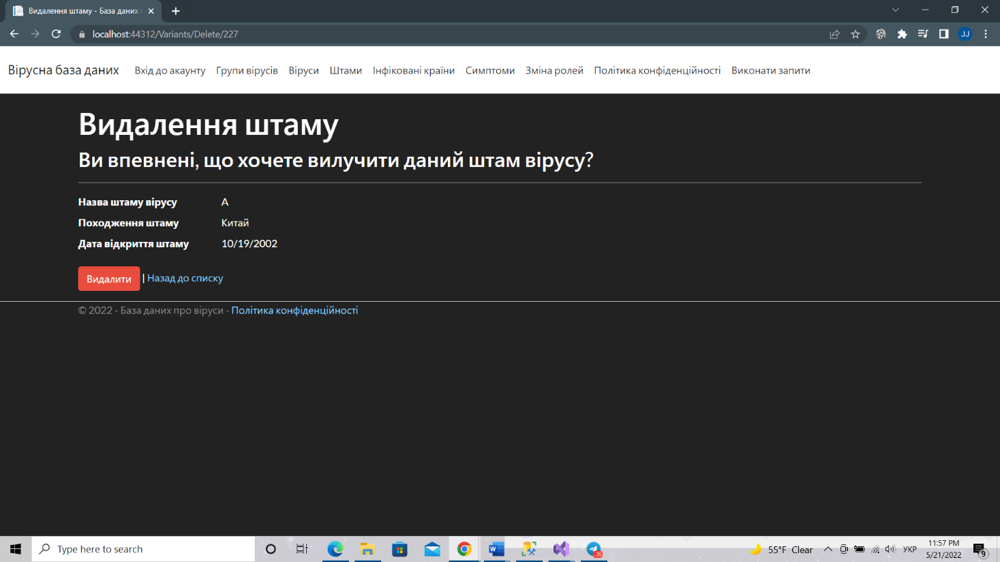 Видалення штаму - База даних
localhost:44312/Variants/Delete/227
JJ
Вірусна база даних Вхід до акаунту Групи вірусів Віруси Штами Інфіковані країни Симптоми Зміна ролей Політика конфіденційності Виконати запити
Видалення штаму
Ви впевнені, що хочете вилучити даний штам вірусу?
Назва штаму вірусу A
Походження штаму Китай
Дата відкриття штаму 10/19/2002
Видалити | Назад до списку
© 2022 - База даних про віруси - Політика конфіденційності
Type here to search
55°F Clear
УКР
11:57 PM
5/21/2022
9